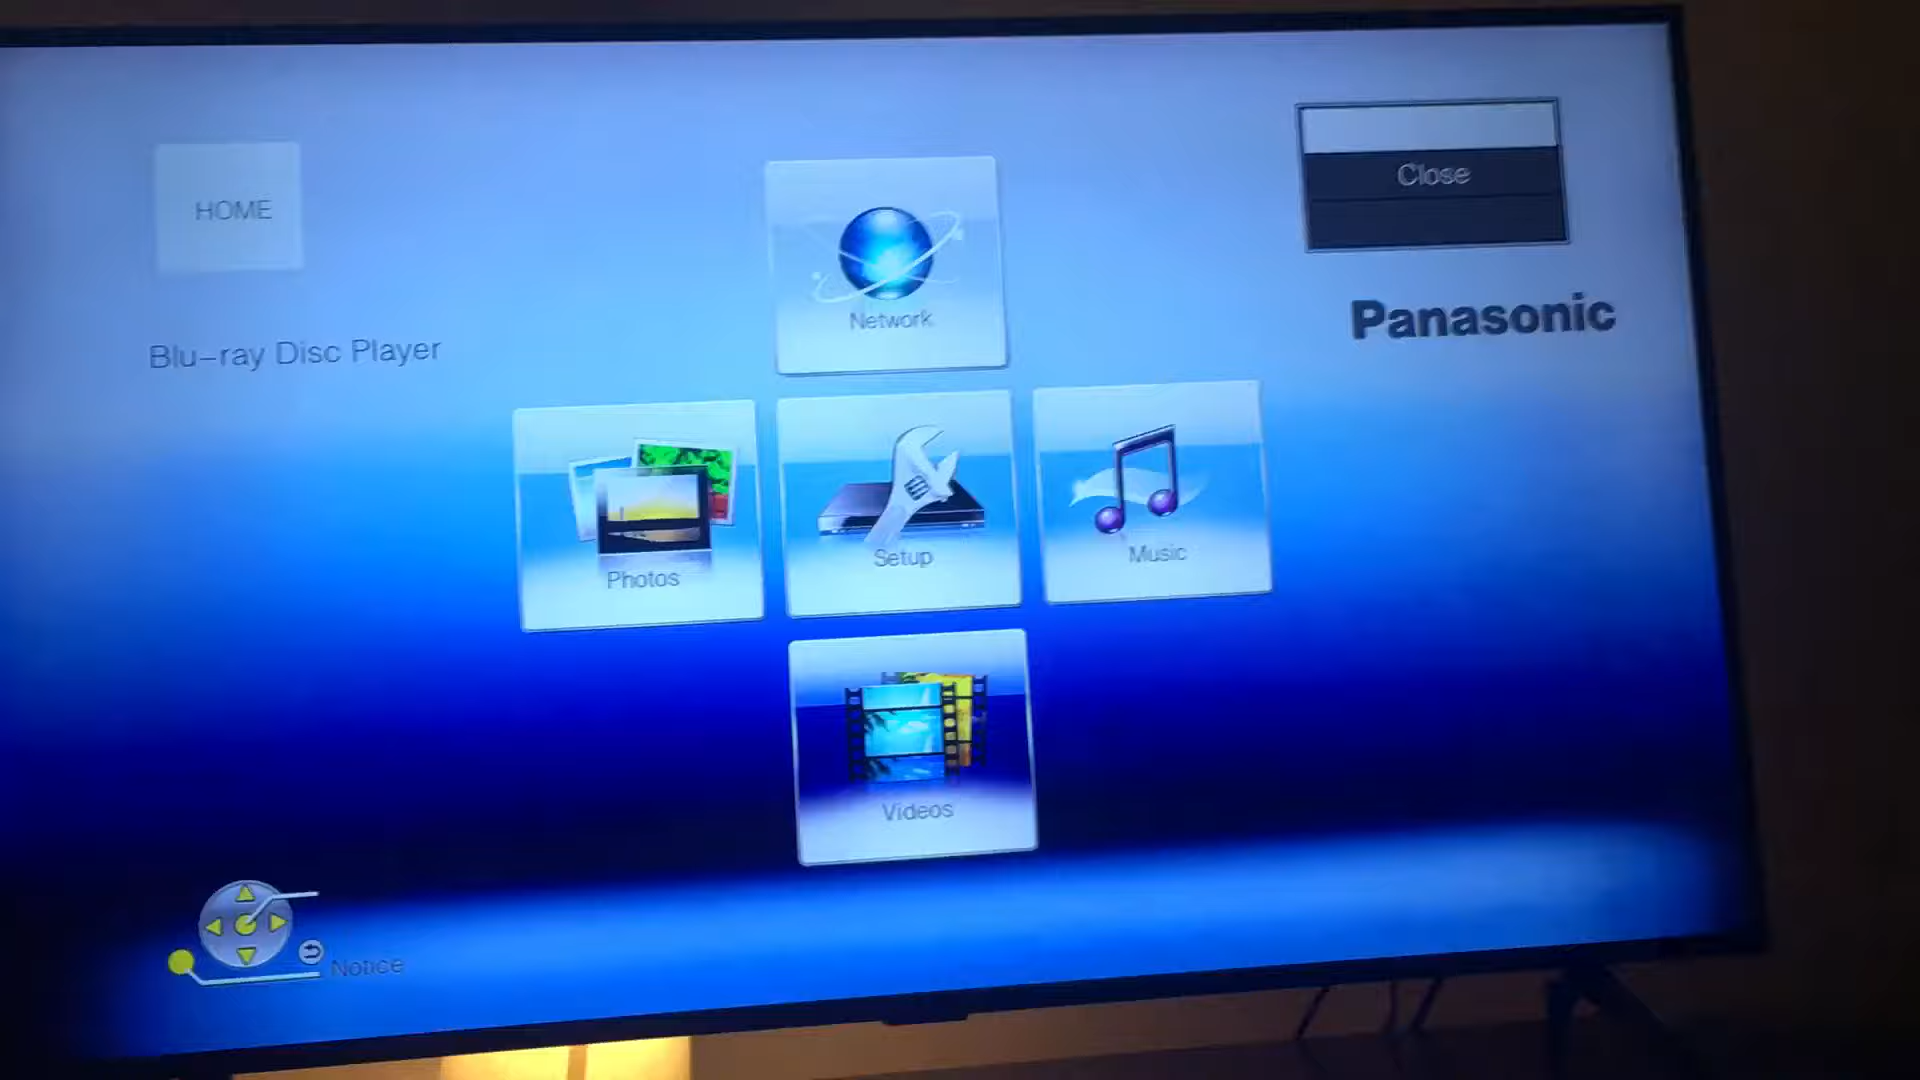 HOME
Close
Panasonic
Blu-ray Disc Player
Network
Photos
Setup
Music
Videos
Notice